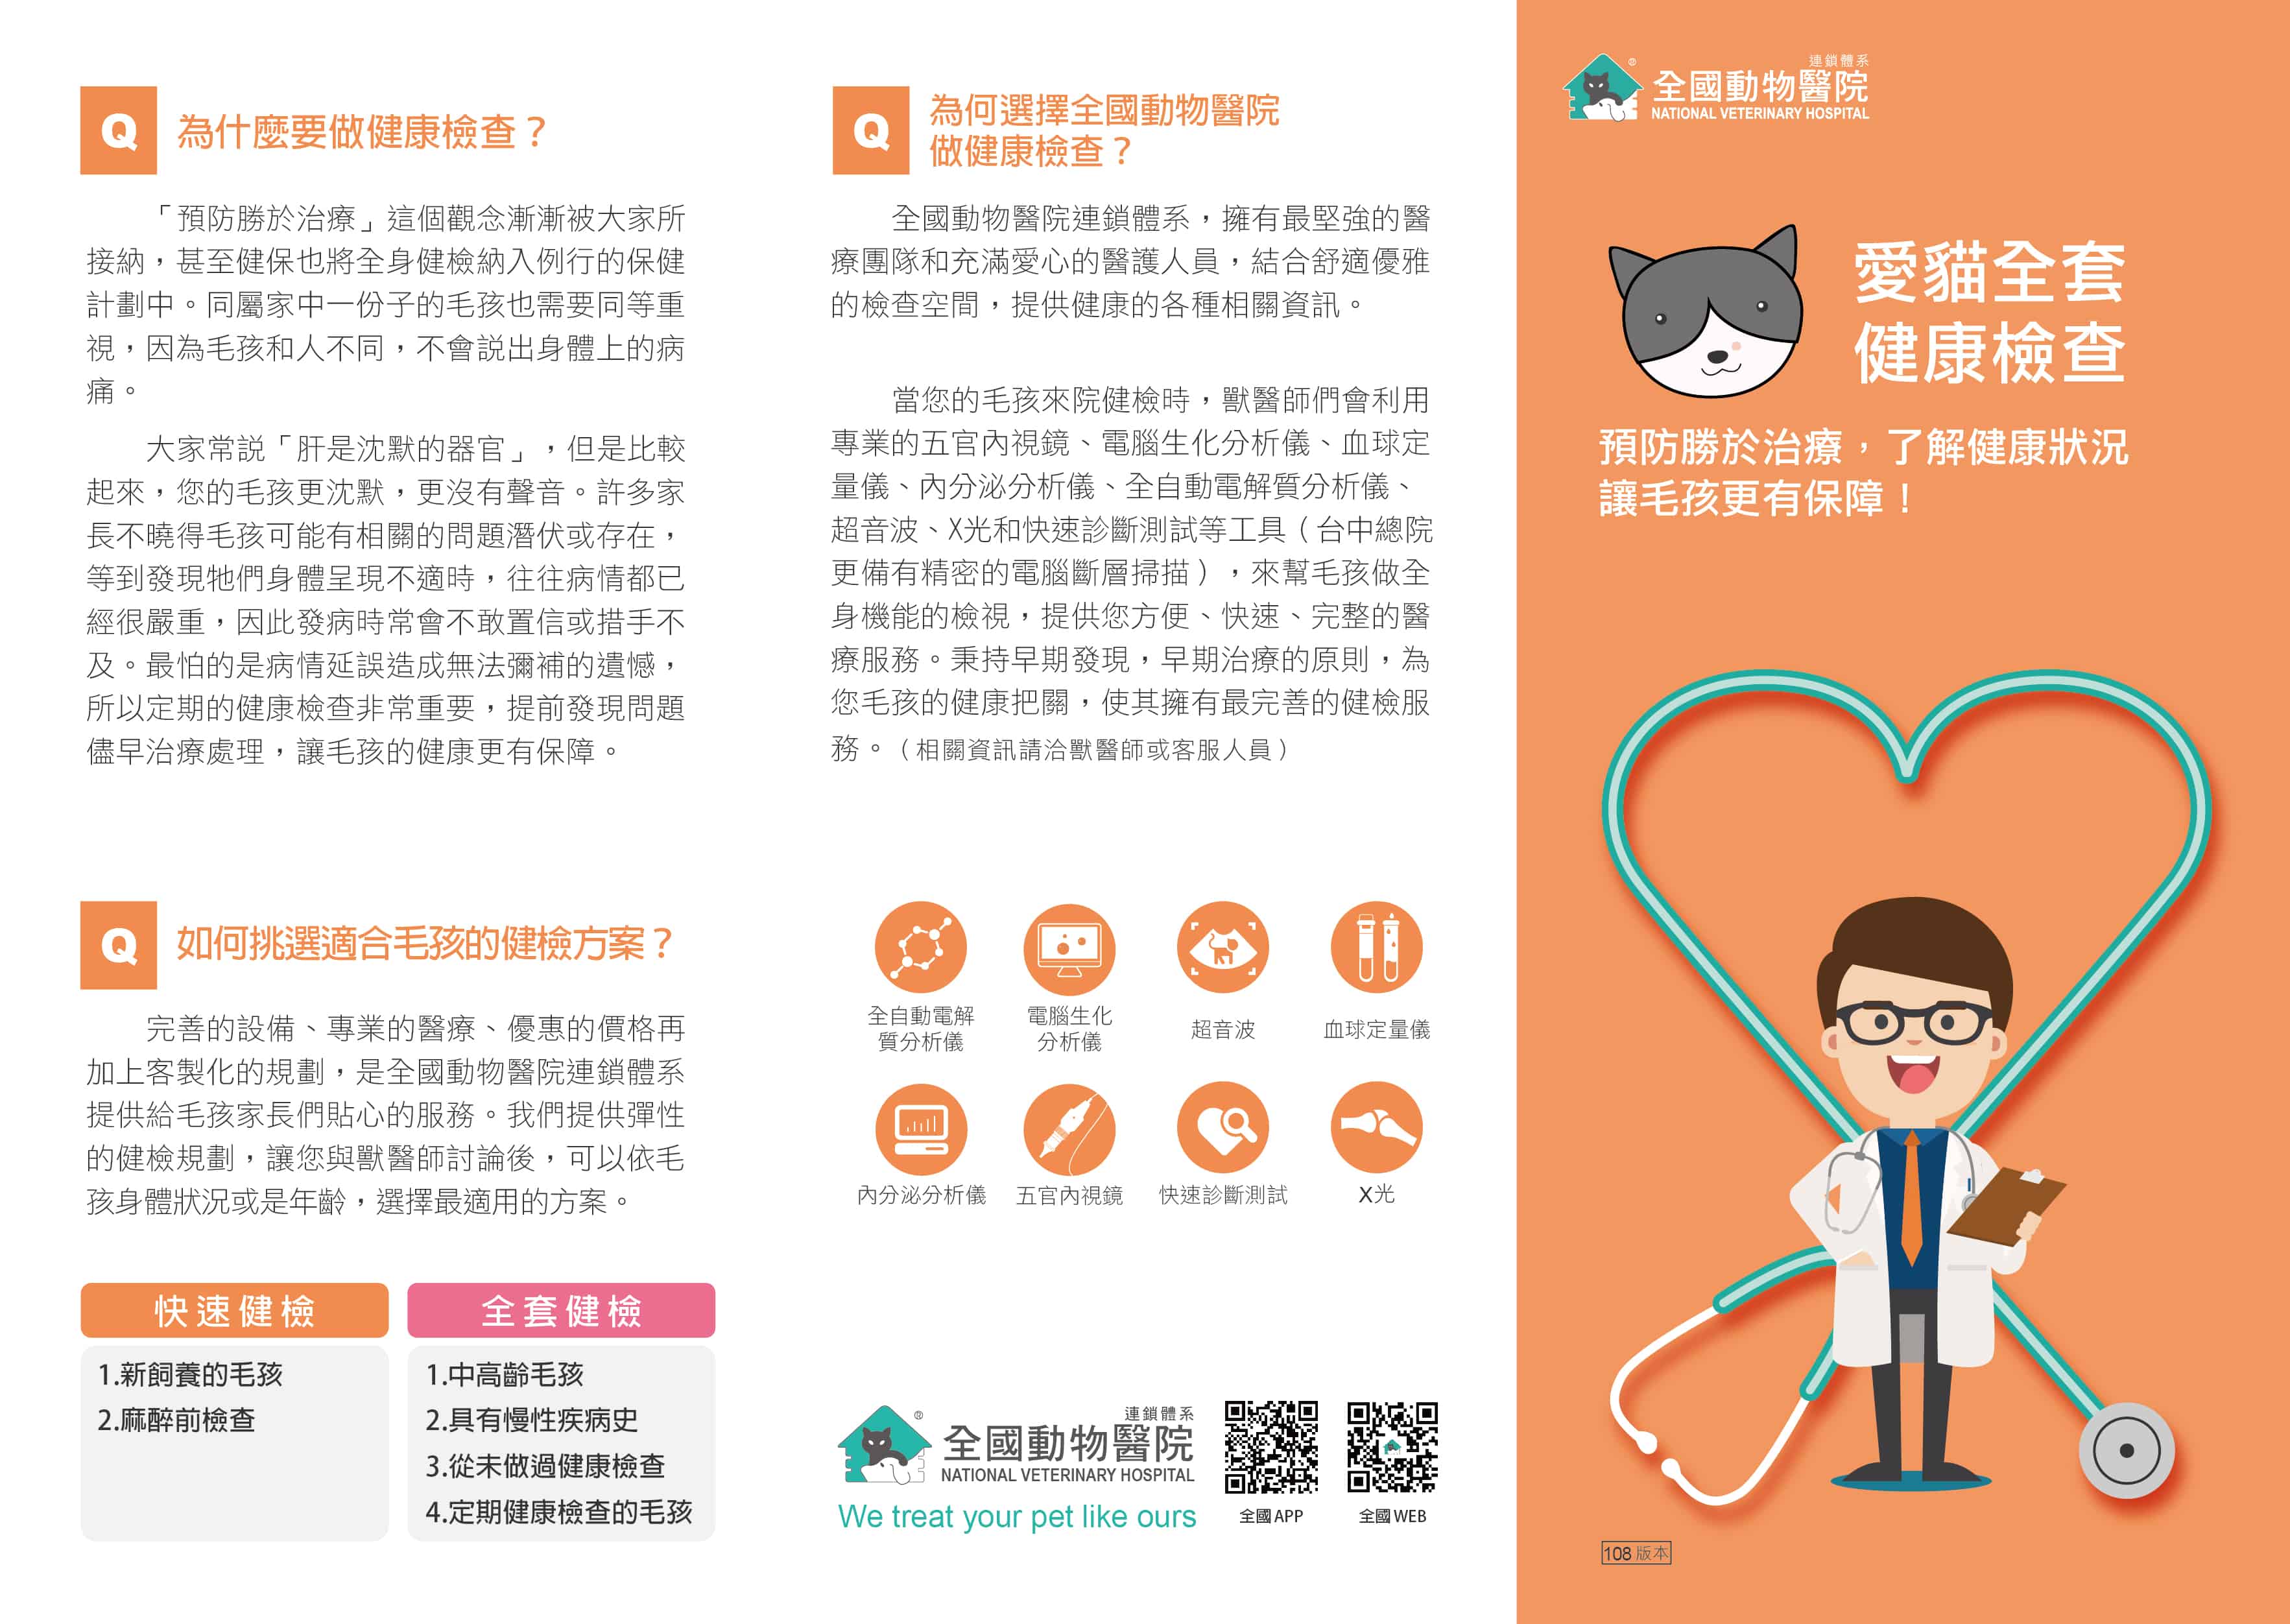 Q
為什麼要做健康檢查？
「預防勝於治療」這個觀念漸漸被大家所
接納，甚至健保也將全身健檢納入例行的保健
計劃中。同屬家中一份子的毛孩也需要同等重
視，因為毛孩和人不同，不會説出身體上的病
痛。
大家常説「肝是沈默的器官」，但是比較
起來，您的毛孩更沈默，更沒有聲音。許多家
長不曉得毛孩可能有相關的問題潛伏或存在，
等到發現牠們身體呈現不適時，往往病情都已
經很嚴重，因此發病時常會不敢置信或措手不
及。最怕的是病情延誤造成無法彌補的遺憾，
所以定期的健康檢查非常重要，提前發現問題
儘早治療處理，讓毛孩的健康更有保障。
Q
如何挑選適合毛孩的健檢方案？
完善的設備、專業的醫療、優惠的價格再
加上客製化的規劃，是全國動物醫院連鎖體系
提供給毛孩家長們貼心的服務。我們提供彈性
的健檢規劃，讓您與獸醫師討論後，可以依毛
孩身體狀況或是年齡，選擇最適用的方案。
快速健檢
1.新飼養的毛孩
2.麻醉前檢查
全套健檢
1.中高齡毛孩
2.具有慢性疾病史
3.從未做過健康檢查
4.定期健康檢查的毛孩
Q
為何選擇全國動物醫院
做健康檢查？
全國動物醫院連鎖體系，擁有最堅強的醫
療團隊和充滿愛心的醫護人員，結合舒適優雅
的檢查空間，提供健康的各種相關資訊。
當您的毛孩來院健檢時，獸醫師們會利用
專業的五官內視鏡、電腦生化分析儀、血球定
量儀、內分泌分析儀、全自動電解質分析儀、
超音波、X光和快速診斷測試等工具（台中總院
更備有精密的電腦斷層掃描），來幫毛孩做全
身機能的檢視，提供您方便、快速、完整的醫
療服務。秉持早期發現，早期治療的原則，為
您毛孩的健康把關，使其擁有最完善的健檢服
務。（相關資訊請洽獸醫師或客服人員）
全自動電解
質分析儀
電腦生化
分析儀
超音波
血球定量儀
內分泌分析儀
五官內視鏡
快速診斷測試
X光
®
連鎖體系
全國動物醫院
NATIONAL VETERINARY HOSPITAL
We treat your pet like ours
全國APP
全國WEB
®
連鎖體系
全國動物醫院
NATIONAL VETERINARY HOSPITAL
愛貓全套
健康檢查
預防勝於治療，了解健康狀況
讓毛孩更有保障！
108 版本